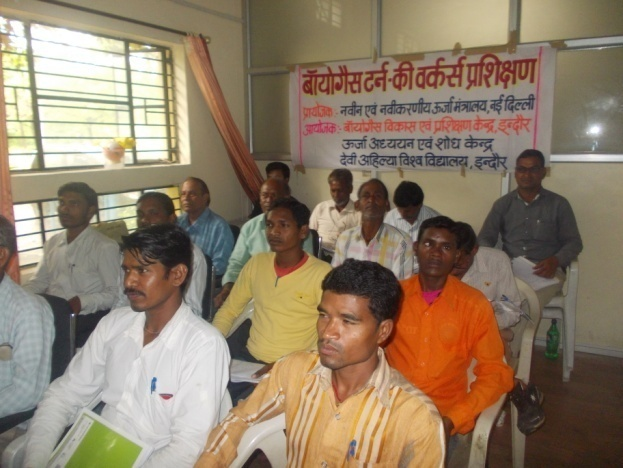 बॉयोगैस टर्न-की वर्कर्स प्रशिक्षण
प्रायोजक:- नवीन एवं नवीकरणीय ऊर्जा मंत्रालय, नई दिल्ली
आयोजक:- बॉयोगैस विकास एवं प्रशिक्षण केन्द्र, इन्दौर
ऊर्जा अध्ययन एवं शोध केन्द्र
देवी अहिल्या विश्व विद्यालय, इन्दौर